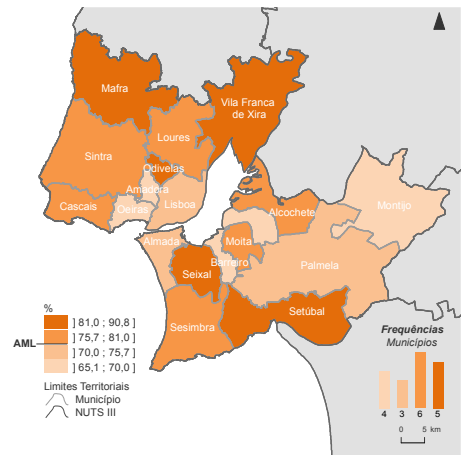 Mafra
Vila Franca
de Xira
Loures
Sintra
Odivelas
Amadora
Cascais
Oeiras
Lisboa
Alcochete
Montijo
Almada
Moita
Barreiro
Seixal
Palmela
Sesimbra
Setúbal
%
] 81,0 ; 90,8 ]
] 75,7 ; 81,0 ]
AML
] 70,0 ; 75,7 ]
] 65,1 ; 70,0 ]
Limites Territoriais
Município
NUTS III
Frequências
Municípios
4 3 6 5
0 5 km